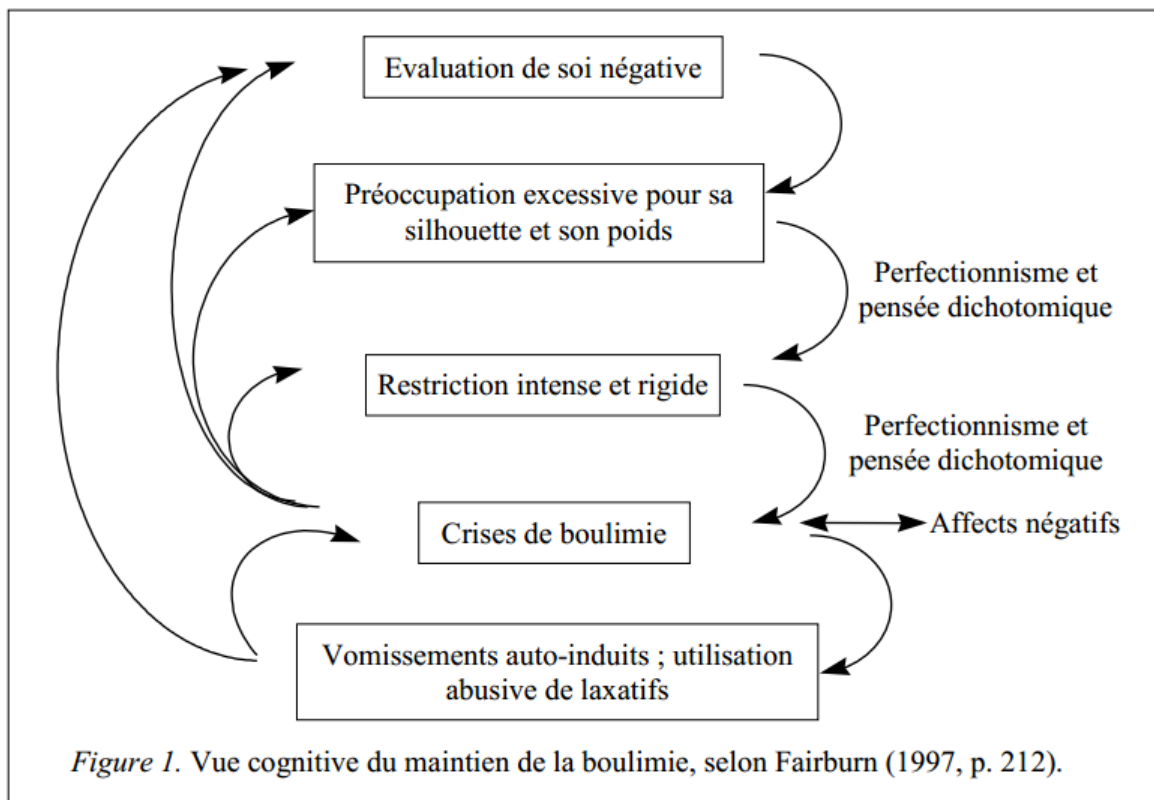 Evaluation de soi négative
Préoccupation excessive pour sa
silhouette et son poids
Perfectionnisme et
pensée dichotomique
Restriction intense et rigide
Perfectionnisme et
pensée dichotomique
Crises de boulimie
Affects négatifs
Vomissements auto-induits ; utilisation
abusive de laxatifs
Figure 1. Vue cognitive du maintien de la boulimie, selon Fairburn (1997, p. 212).